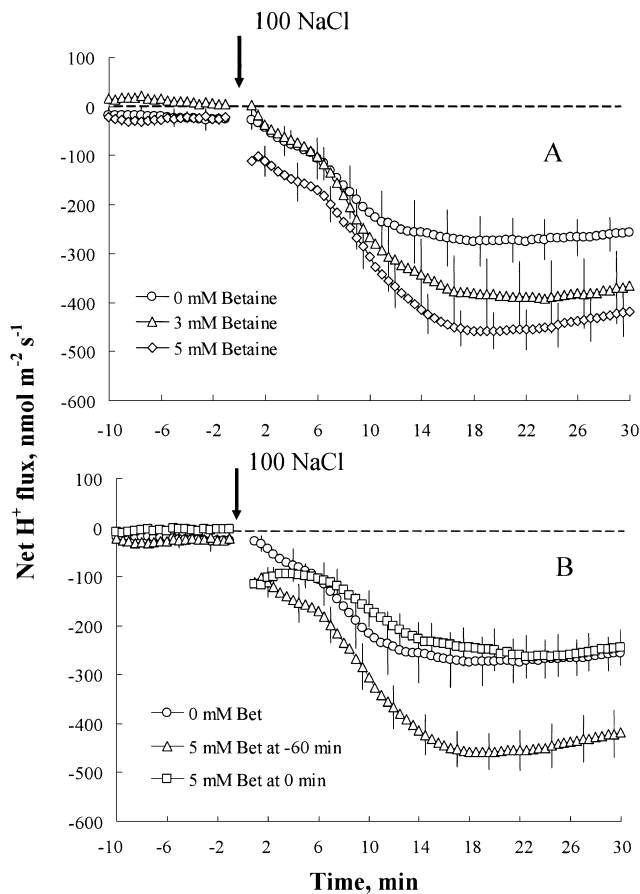 100 NaCl
100
0
-100
-200
-300
-400
-500
-600
A
0 mM Betaine
3 mM Betaine
5 mM Betaine
-10 -6 -2 2 6 10 14 18 22 26 30
Net H⁺ flux, nmol m⁻² s⁻¹
100 NaCl
100
0
-100
-200
-300
-400
-500
-600
B
0 mM Bet
5 mM Bet at -60 min
5 mM Bet at 0 min
-10 -6 -2 2 6 10 14 18 22 26 30
Time, min